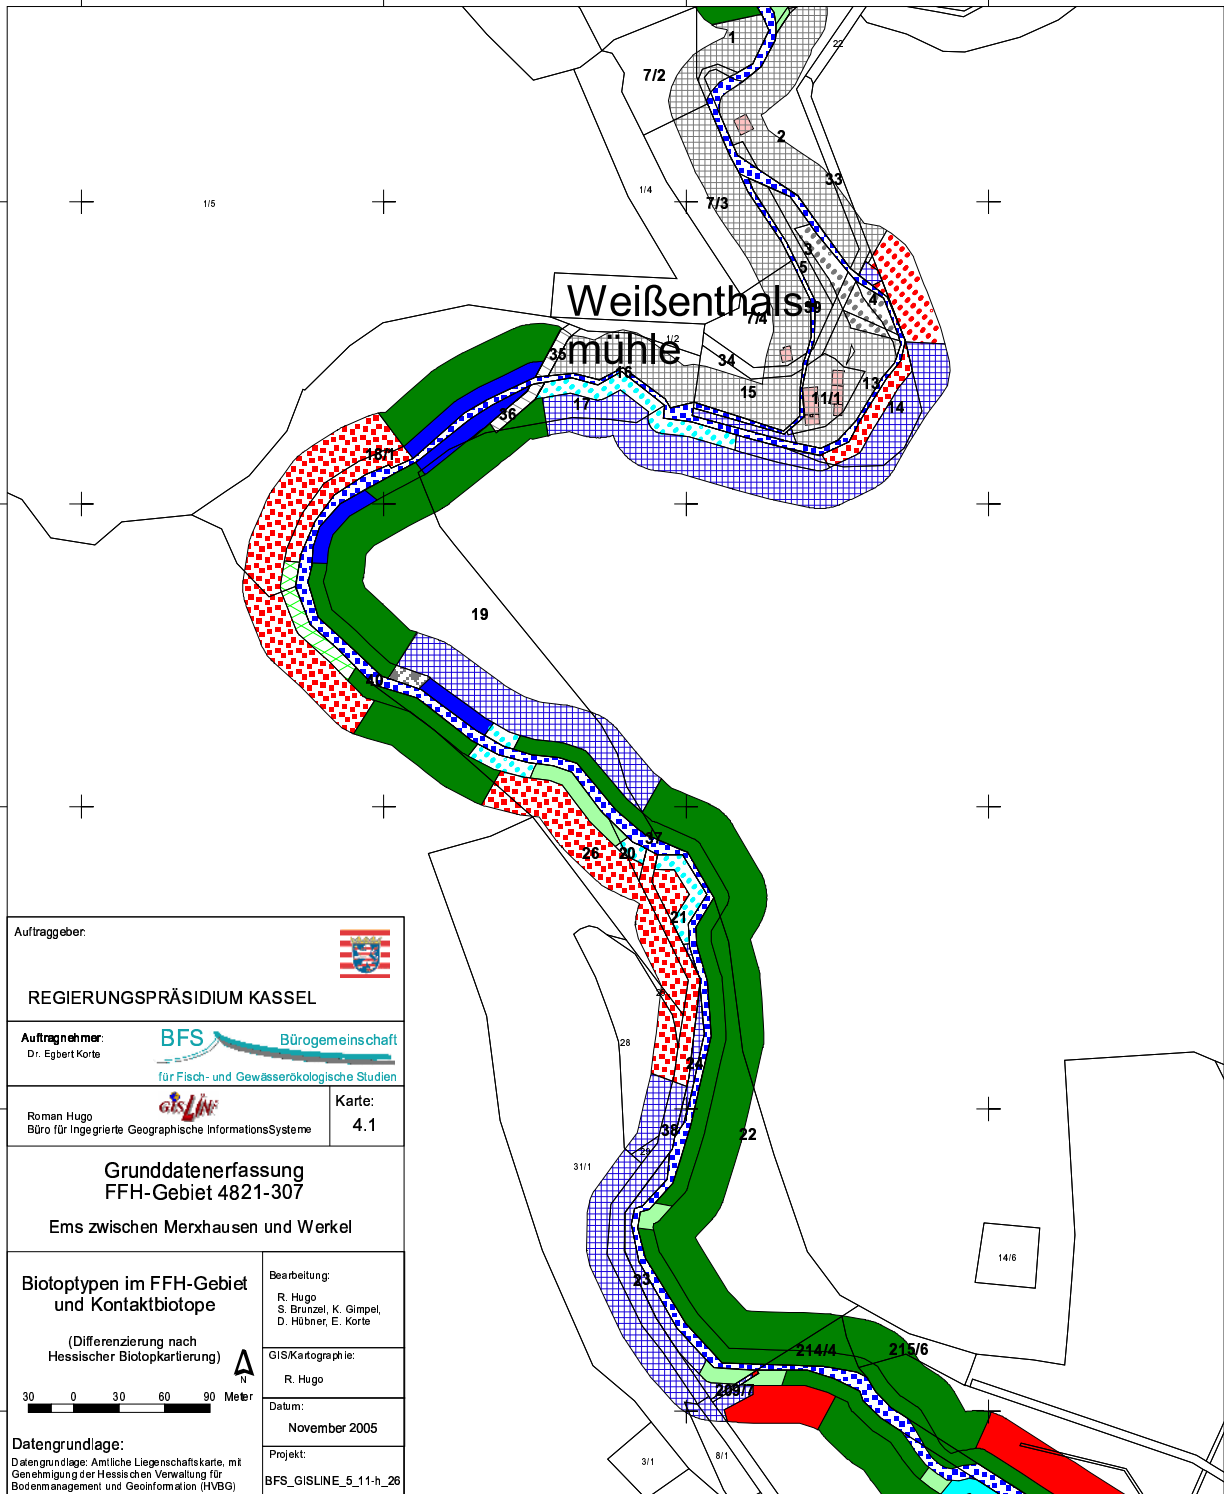 1
22
7/2
2
33
1/4
7/3
1/5
3
5
4
Weißenthals-
39
7/4
mühle
1/2
35
34
16
15
13
11/1
14
17
36
18/1
19
40
37
26
20
21
28
24
38
22
29
31/1
14/6
23
214/4
215/6
209/7
3/1
8/1
Auftraggeber:
REGIERUNGSPRÄSIDIUM KASSEL
Auftragnehmer:
Dr. Egbert Korte
BFS
Bürogemeinschaft
für Fisch- und Gewässerökologische Studien
GISLINE
Roman Hugo
Büro für Ingegrierte Geographische InformationsSysteme
Karte:
4.1
Grunddatenerfassung
FFH-Gebiet 4821-307
Ems zwischen Merxhausen und Werkel
Biotoptypen im FFH-Gebiet
und Kontaktbiotope
(Differenzierung nach
Hessischer Biotopkartierung)
N
30 0 30 60 90 Meter
Datengrundlage:
Datengrundlage: Amtliche Liegenschaftskarte, mit
Genehmigung der Hessischen Verwaltung für
Bodenmanagement und Geoinformation (HVBG)
Bearbeitung:
R. Hugo
S. Brunzel, K. Gimpel,
D. Hübner, E. Korte
GIS/Kartographie:
R. Hugo
Datum:
November 2005
Projekt:
BFS_GISLINE_5_11-h_26